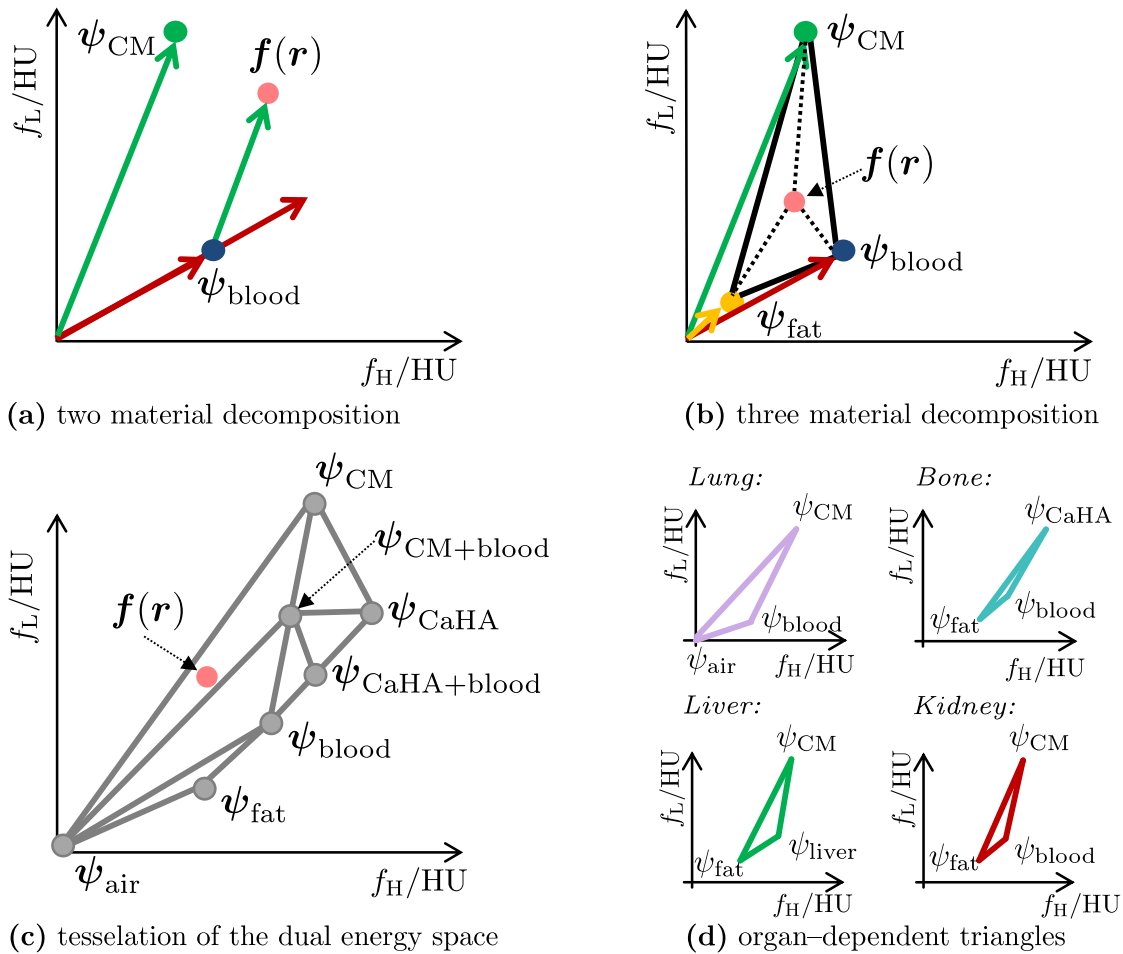 ψCM
f(r)
fL/HU
ψblood
fH/HU
(a) two material decomposition
ψCM
fL/HU
f(r)
ψblood
ψfat
fH/HU
(b) three material decomposition
ψCM
ψCM+blood
fL/HU
f(r)
ψCaHA
ψCaHA+blood
ψblood
ψfat
ψair
fH/HU
(c) tesselation of the dual energy space
Lung:
ψCM
fL/HU
ψblood
ψair
fH/HU
Bone:
ψCaHA
fL/HU
ψblood
ψfat
fH/HU
Liver:
ψCM
fL/HU
ψliver
ψfat
fH/HU
Kidney:
ψCM
fL/HU
ψblood
ψfat
fH/HU
(d) organ–dependent triangles